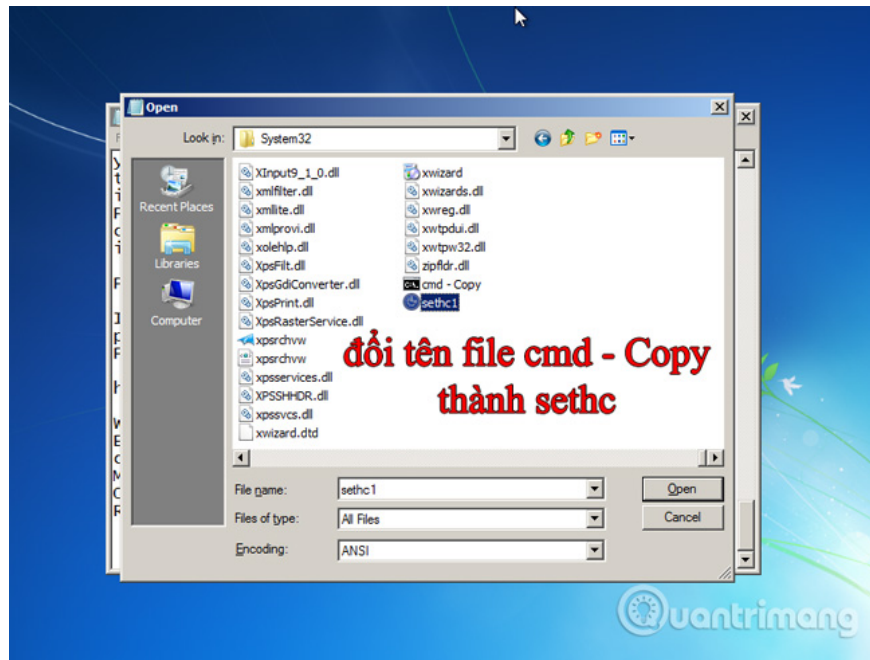 Open
Look in:
System32
Recent Places
Libraries
Computer
XInput9_1_0.dll
xmlfilter.dll
xmllite.dll
xmlprovi.dll
xolehlp.dll
XpsFilt.dll
XpsGdiConverter.dll
XpsPrint.dll
XpsRasterService.dll
xpsrchvw
xpsrchvw
xpsservices.dll
XPSSHHDR.dll
xpssvcs.dll
xwizard.dtd
xwizard
xwizards.dll
xwreg.dll
xwtpdui.dll
xwtpw32.dll
zipfldr.dll
cmd - Copy
sethc1
đổi tên file cmd - Copy
thành sethc
File name:
sethc1
Open
Files of type:
All Files
Cancel
Encoding:
ANSI
Quantrimang